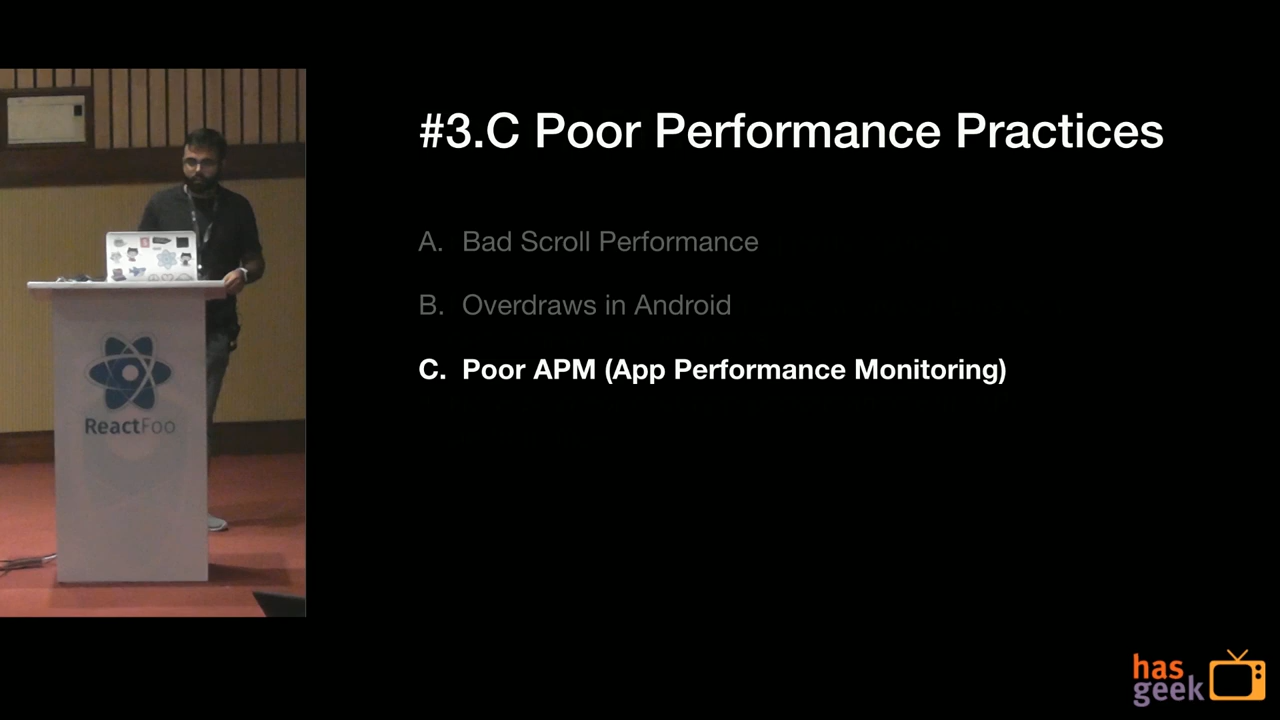 #3.C Poor Performance Practices
A. Bad Scroll Performance
B. Overdraws in Android
C. Poor APM (App Performance Monitoring)
ReactFoo
has
geek